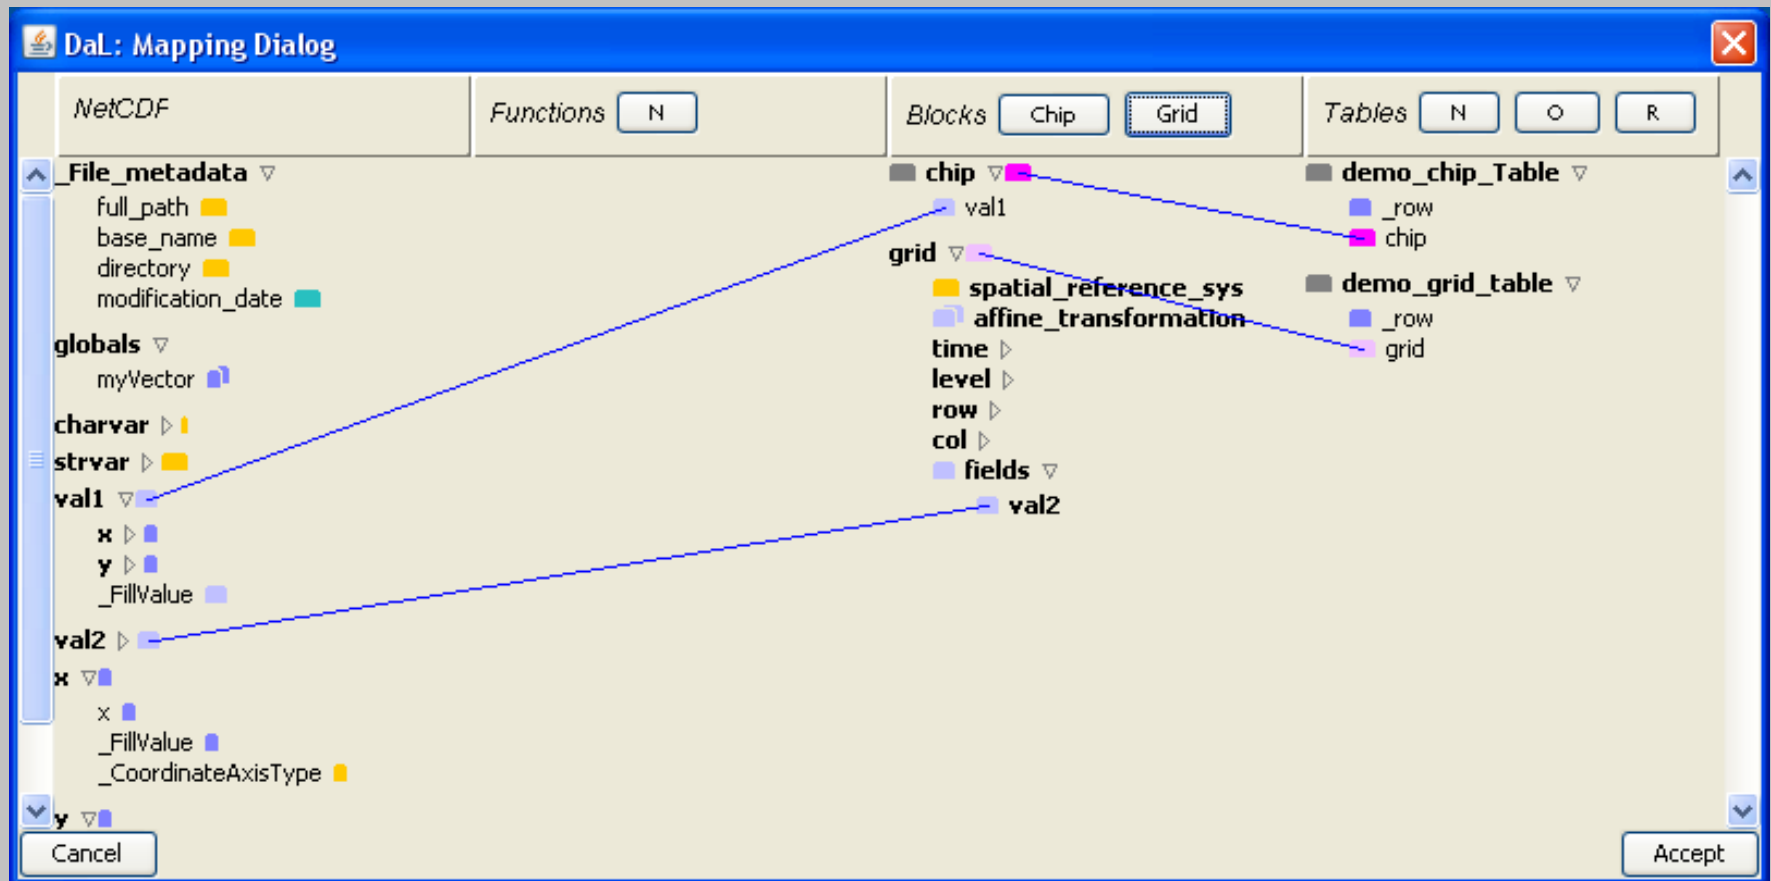 DaL: Mapping Dialog
NetCDF
Functions N
Blocks Chip Grid
Tables N O R
_File_metadata
full_path
base_name
directory
modification_date
globals
myVector
charvar
strvar
val1
x
y
_FillValue
val2
x
x
_FillValue
_CoordinateAxisType
y
chip
val1
grid
spatial_reference_sys
affine_transformation
time
level
row
col
fields
val2
demo_chip_Table
_row
chip
demo_grid_table
_row
grid
Cancel
Accept